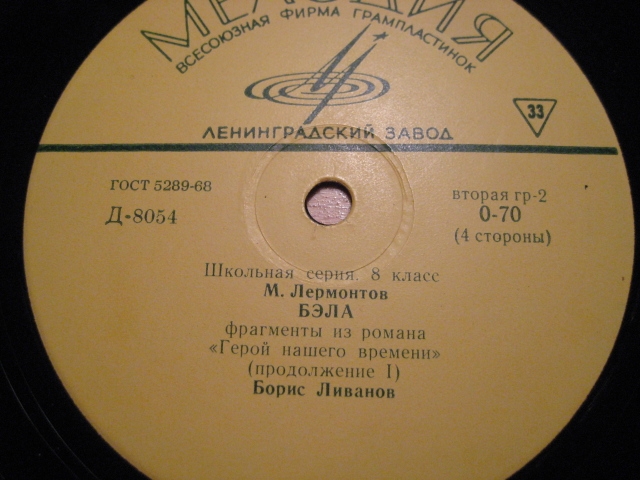 МЕЛОДИЯ
ВСЕСОЮЗНАЯ ФИРМА ГРАМПЛАСТИНОК
33
ЛЕНИНГРАДСКИЙ ЗАВОД
ГОСТ 5289-68
Д-8054
вторая гр-2
0-70
(4 стороны)
Школьная серия. 8 класс
М. Лермонтов
БЭЛА
фрагменты из романа
«Герой нашего времени»
(продолжение I)
Борис Ливанов